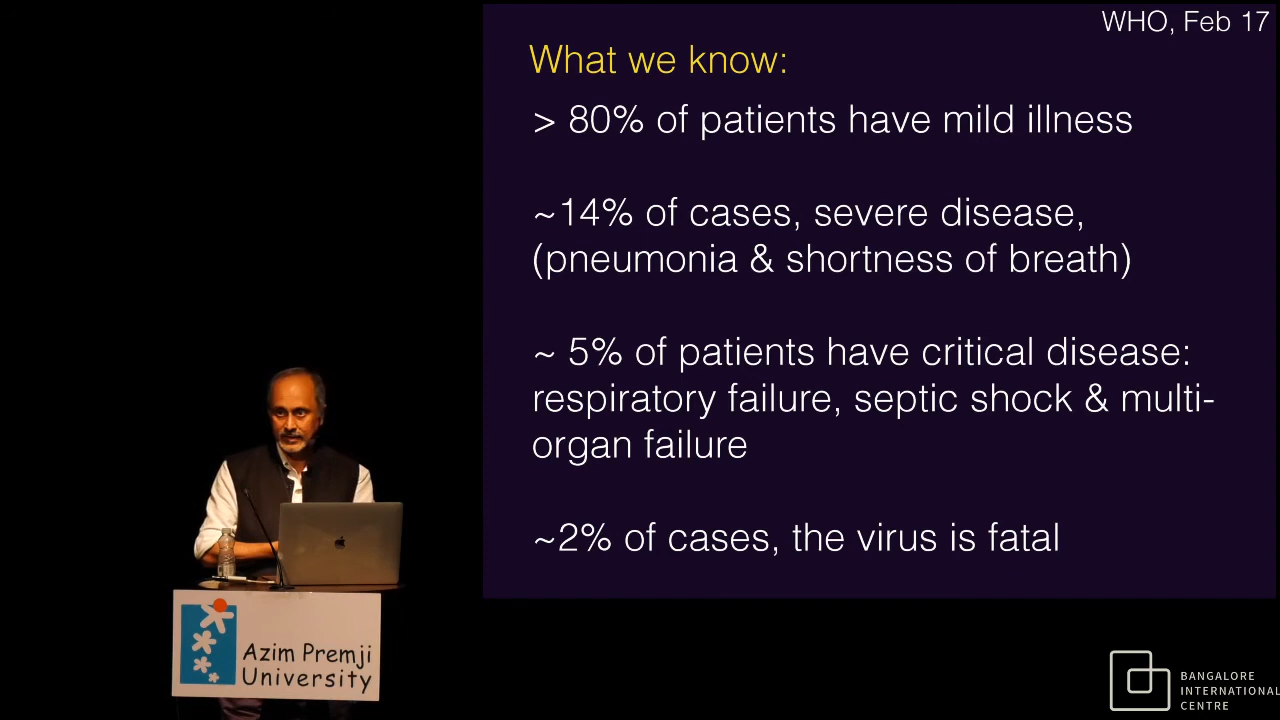 WHO, Feb 17
What we know:
> 80% of patients have mild illness
~14% of cases, severe disease,
(pneumonia & shortness of breath)
~ 5% of patients have critical disease:
respiratory failure, septic shock & multi-
organ failure
~2% of cases, the virus is fatal
Azim Premji
University
BANGALORE
INTERNATIONAL
CENTRE